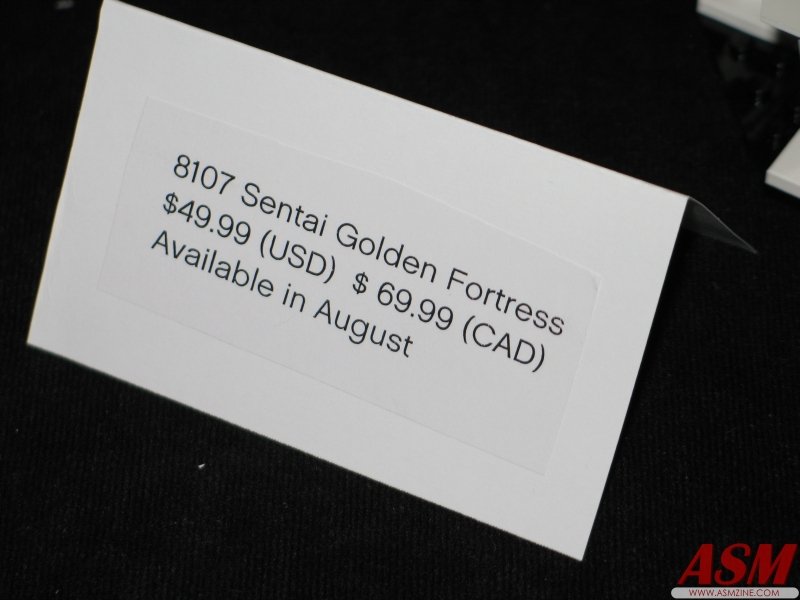 8107 Sentai Golden Fortress
$49.99 (USD)  $ 69.99 (CAD)
Available in August
ASM
WWW.ASMZINE.COM